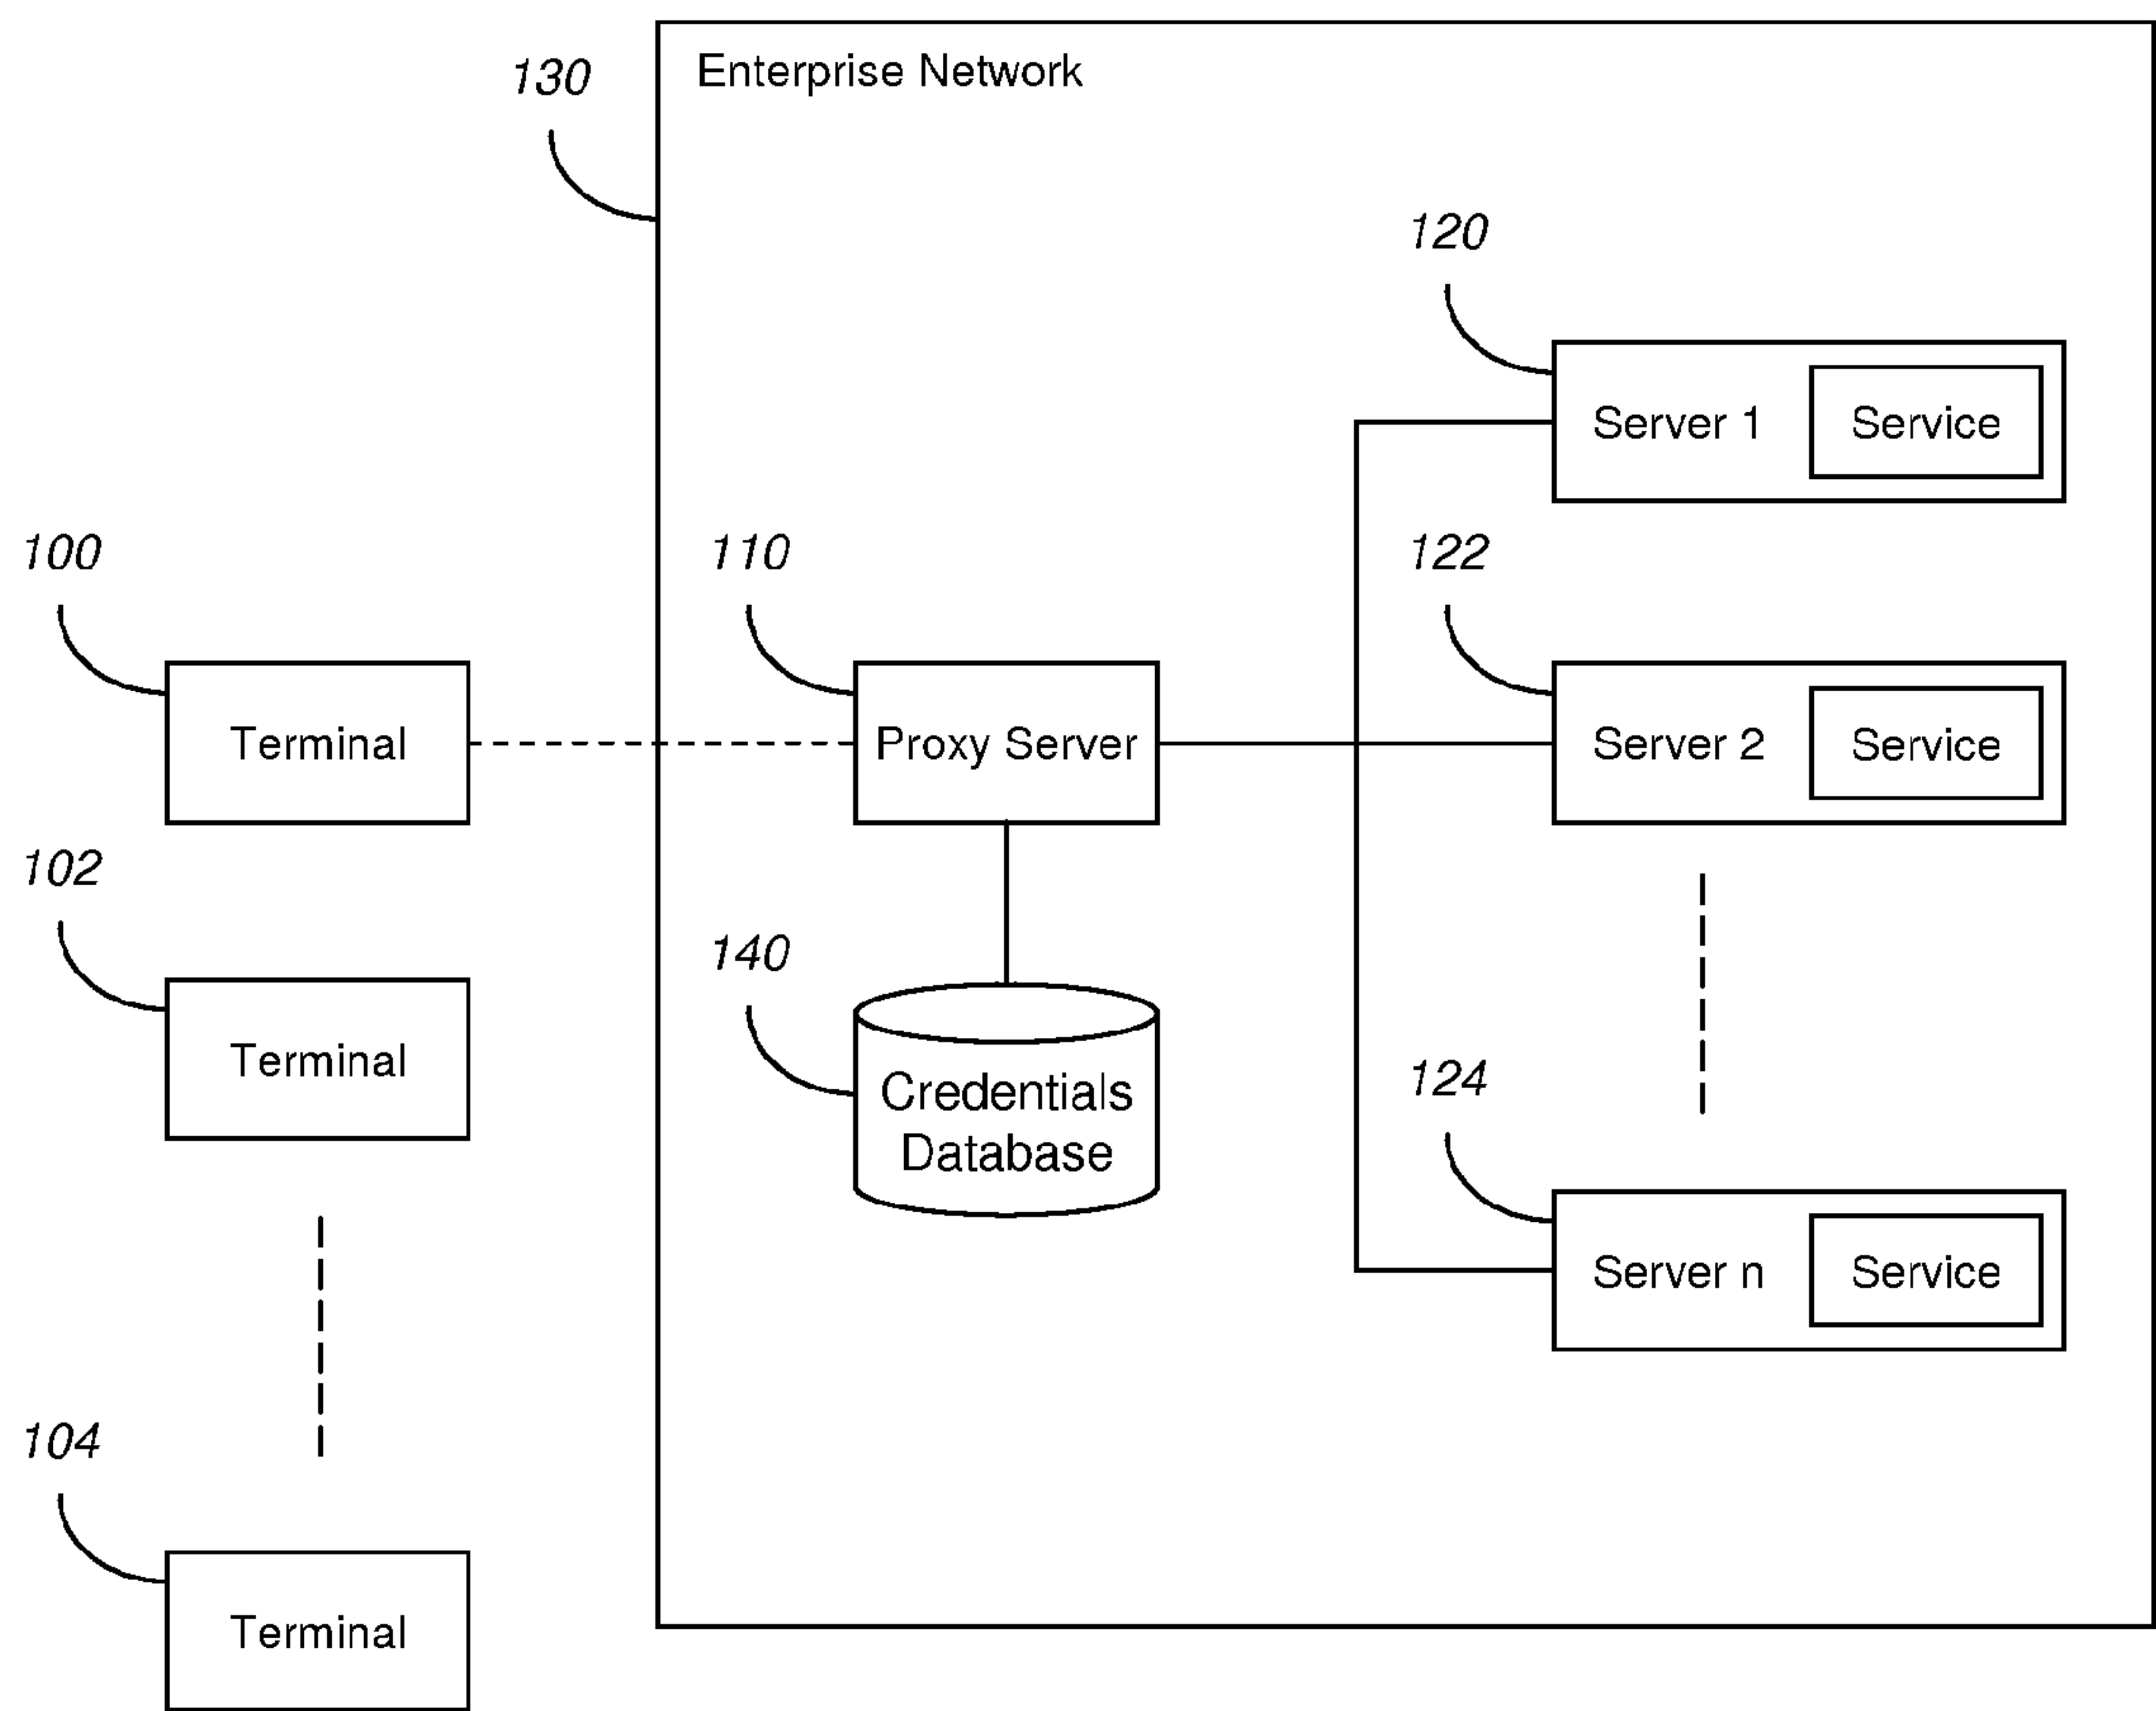 130
Enterprise Network
120
Server 1
Service
100
110
122
Terminal
Proxy Server
Server 2
Service
102
140
Terminal
Credentials
Database
124
Server n
Service
104
Terminal